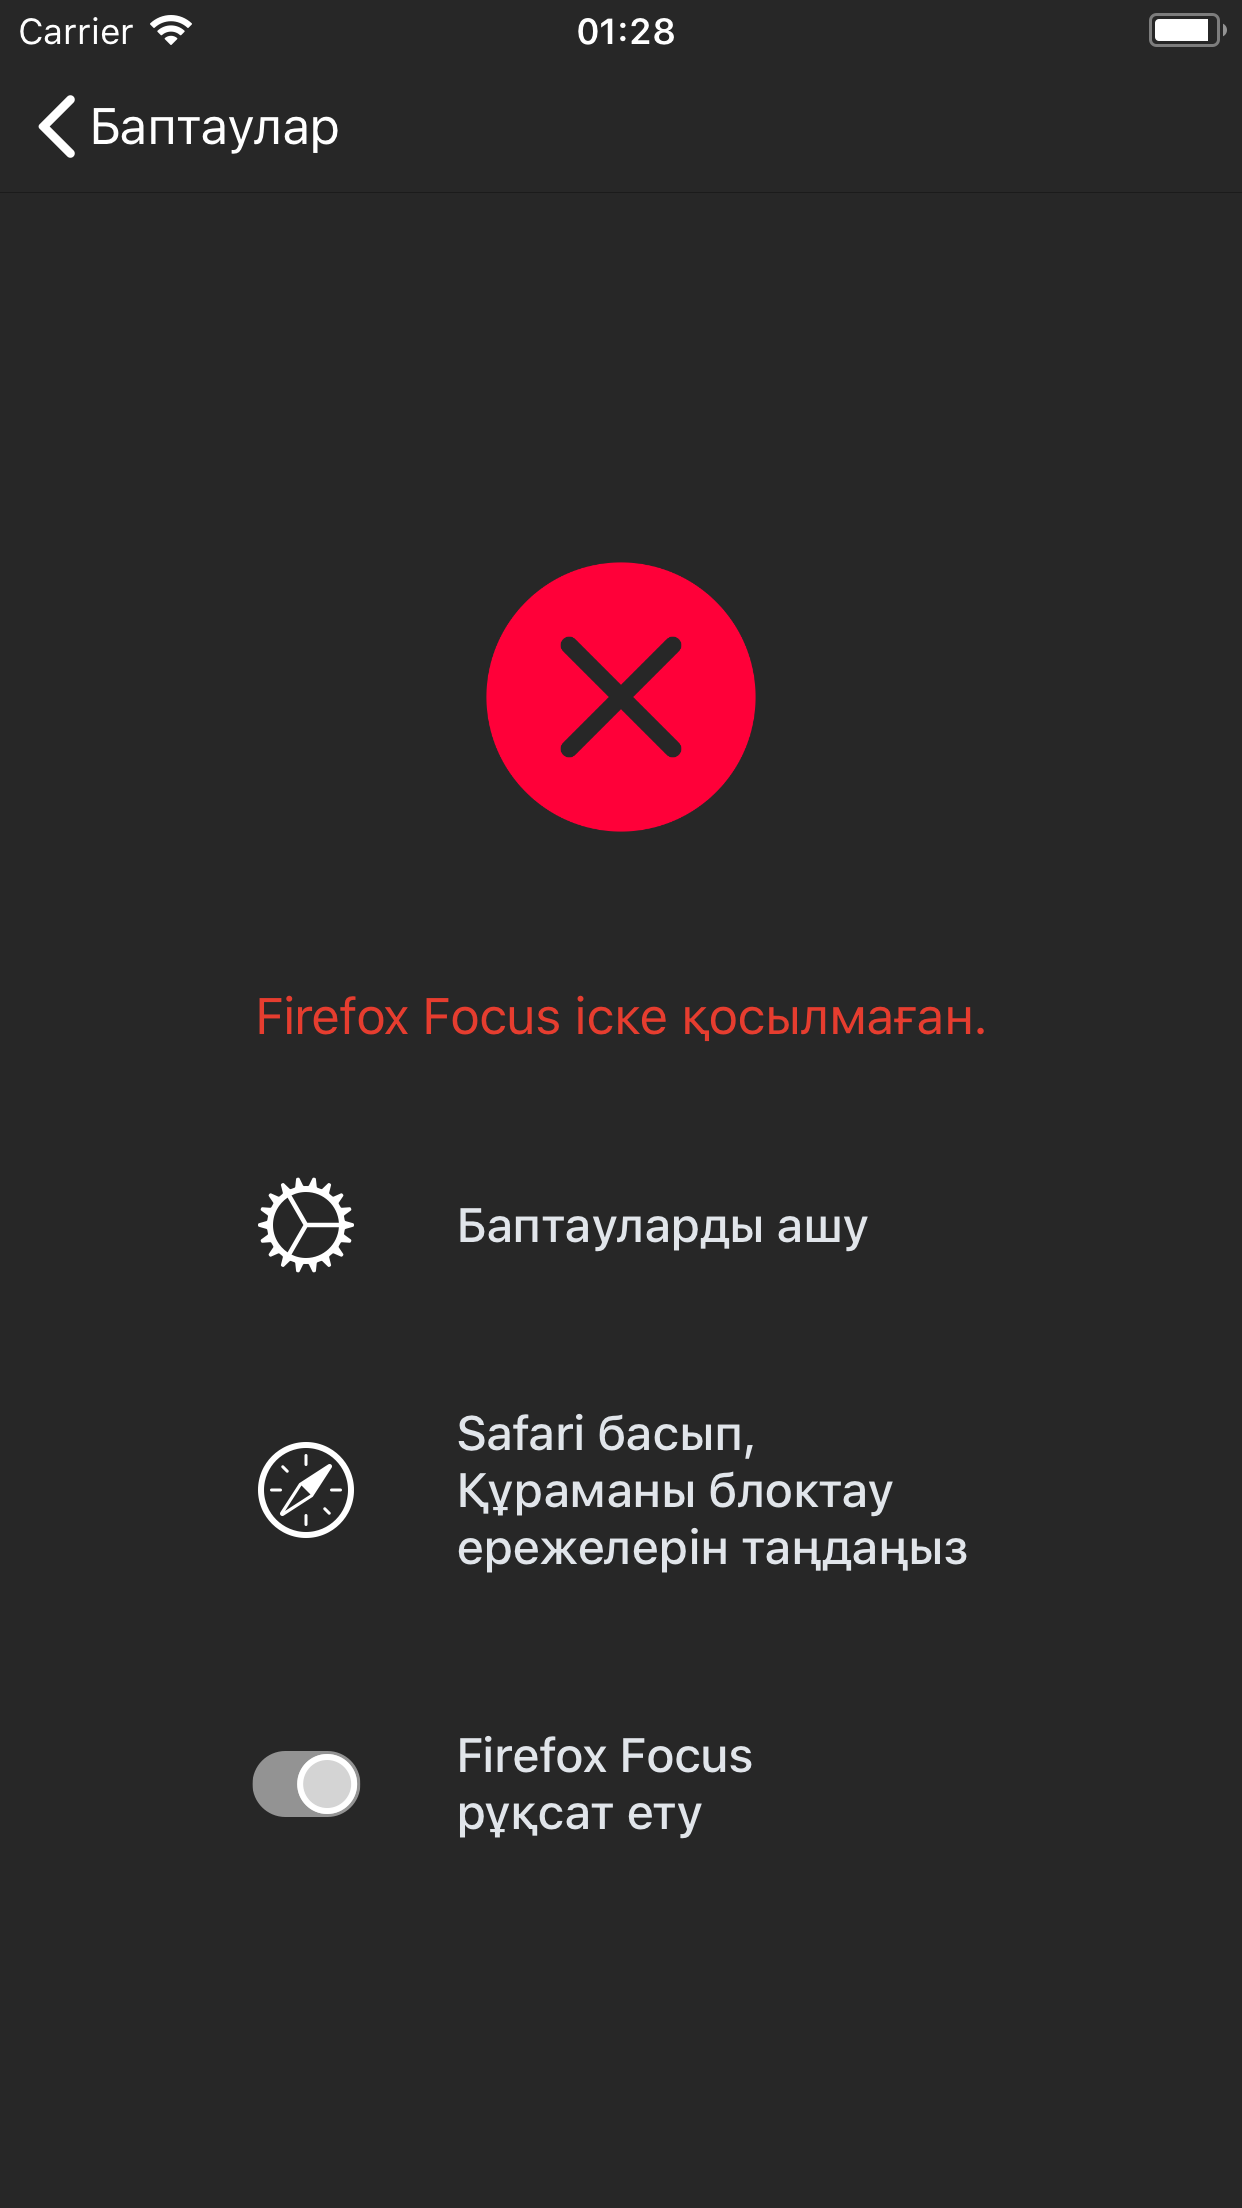 Carrier
01:28
Баптаулар
Firefox Focus іске қосылмаған.
Баптауларды ашу
Safari басып,
Құраманы блоктау
ережелерін таңдаңыз
Firefox Focus
рұқсат ету